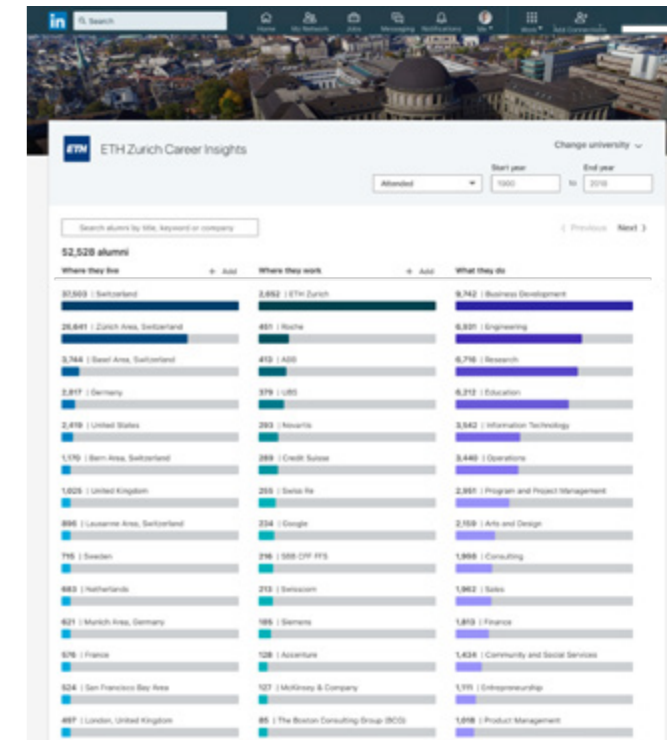 in
Search
Home
My Network
Jobs
Messaging
Notifications
Me
Work
Add Connections
ETH
ETH Zurich Career Insights
Change university
Start year
End year
Attended
1900
to
2018
Search alumni by title, keyword or company
Previous
Next
52,528 alumni
Where they live
+ Add
Where they work
+ Add
What they do
37,503 | Switzerland
2,652 | ETH Zurich
9,742 | Business Development
26,641 | Zürich Area, Switzerland
451 | Roche
6,931 | Engineering
3,744 | Basel Area, Switzerland
413 | ABB
6,716 | Research
2,817 | Germany
379 | UBS
6,212 | Education
2,419 | United States
293 | Novartis
3,542 | Information Technology
1,170 | Bern Area, Switzerland
269 | Credit Suisse
3,440 | Operations
1,025 | United Kingdom
255 | Swiss Re
2,951 | Program and Project Management
895 | Lausanne Area, Switzerland
234 | Google
2,159 | Arts and Design
715 | Sweden
216 | SBB CFF FFS
1,998 | Consulting
683 | Netherlands
213 | Swisscom
1,962 | Sales
621 | Munich Area, Germany
185 | Siemens
1,813 | Finance
576 | France
128 | Accenture
1,434 | Community and Social Services
524 | San Francisco Bay Area
127 | McKinsey & Company
1,111 | Entrepreneurship
497 | London, United Kingdom
85 | The Boston Consulting Group (BCG)
1,018 | Product Management